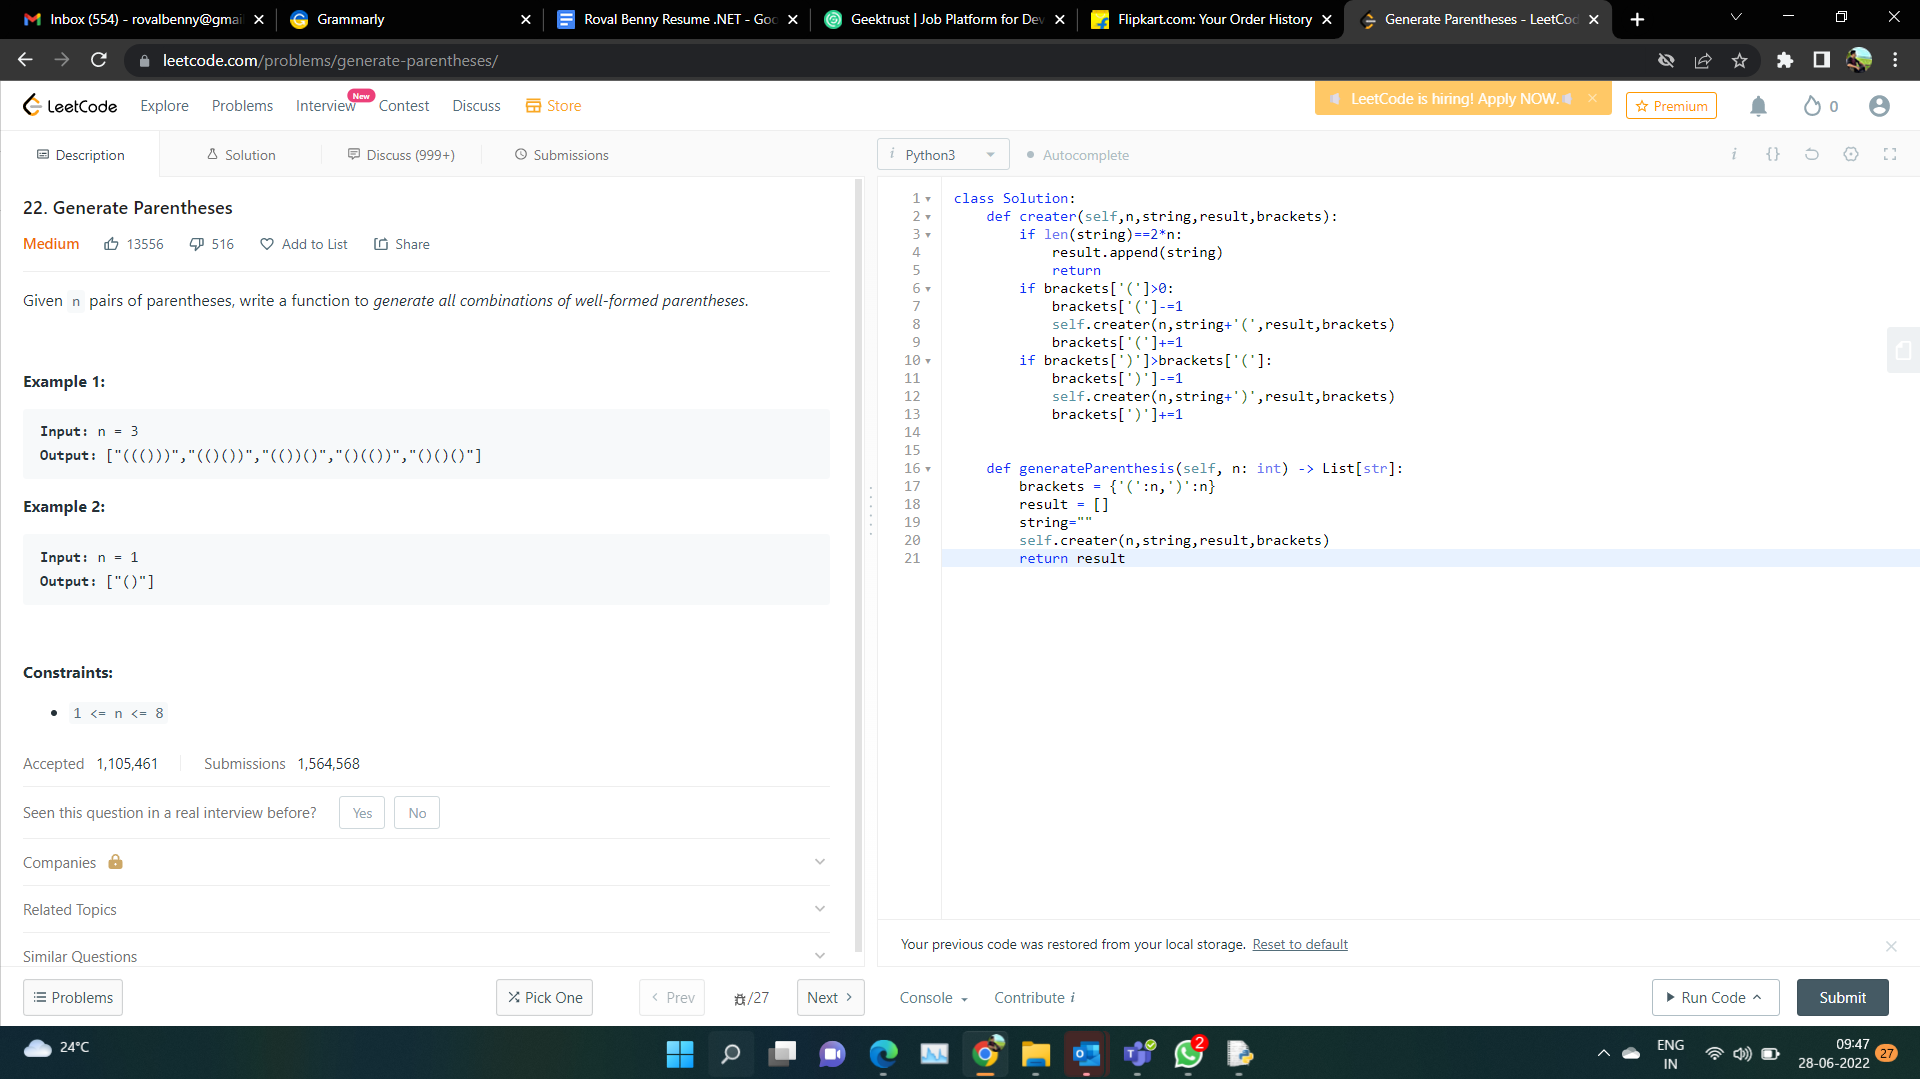 Inbox (554) - rovalbenny@gmai
Grammarly
Roval Benny Resume .NET - Goo
Geektrust | Job Platform for Dev
Flipkart.com: Your Order History
Generate Parentheses - LeetCod
leetcode.com/problems/generate-parentheses/
LeetCode
Explore
Problems
Interview
New
Contest
Discuss
Store
LeetCode is hiring! Apply NOW.
Premium
0
Description
Solution
Discuss (999+)
Submissions
i Python3
Autocomplete
i {}
22. Generate Parentheses
Medium 13556 516 Add to List Share
Given n pairs of parentheses, write a function to generate all combinations of well-formed parentheses.
Example 1:
Input: n = 3
Output: ["((()))","(()())","(())()","()(())","()()()"]
Example 2:
Input: n = 1
Output: ["()"]
Constraints:
1 <= n <= 8
Accepted 1,105,461 Submissions 1,564,568
Seen this question in a real interview before? Yes No
Companies
Related Topics
Similar Questions
1 class Solution:
2 def creater(self,n,string,result,brackets):
3 if len(string)==2*n:
4 result.append(string)
5 return
6 if brackets['(']>0:
7 brackets['(']-=1
8 self.creater(n,string+'(',result,brackets)
9 brackets['(']+=1
10 if brackets[')']>brackets['(']:
11 brackets[')']-=1
12 self.creater(n,string+')',result,brackets)
13 brackets[')']+=1
14
15
16 def generateParenthesis(self, n: int) -> List[str]:
17 brackets = {'(':n,')':n}
18 result = []
19 string=""
20 self.creater(n,string,result,brackets)
21 return result
Your previous code was restored from your local storage. Reset to default
Problems
Pick One
Prev
/27
Next
Console
Contribute i
Run Code
Submit
24°C
2
ENG
IN
09:47
28-06-2022
27